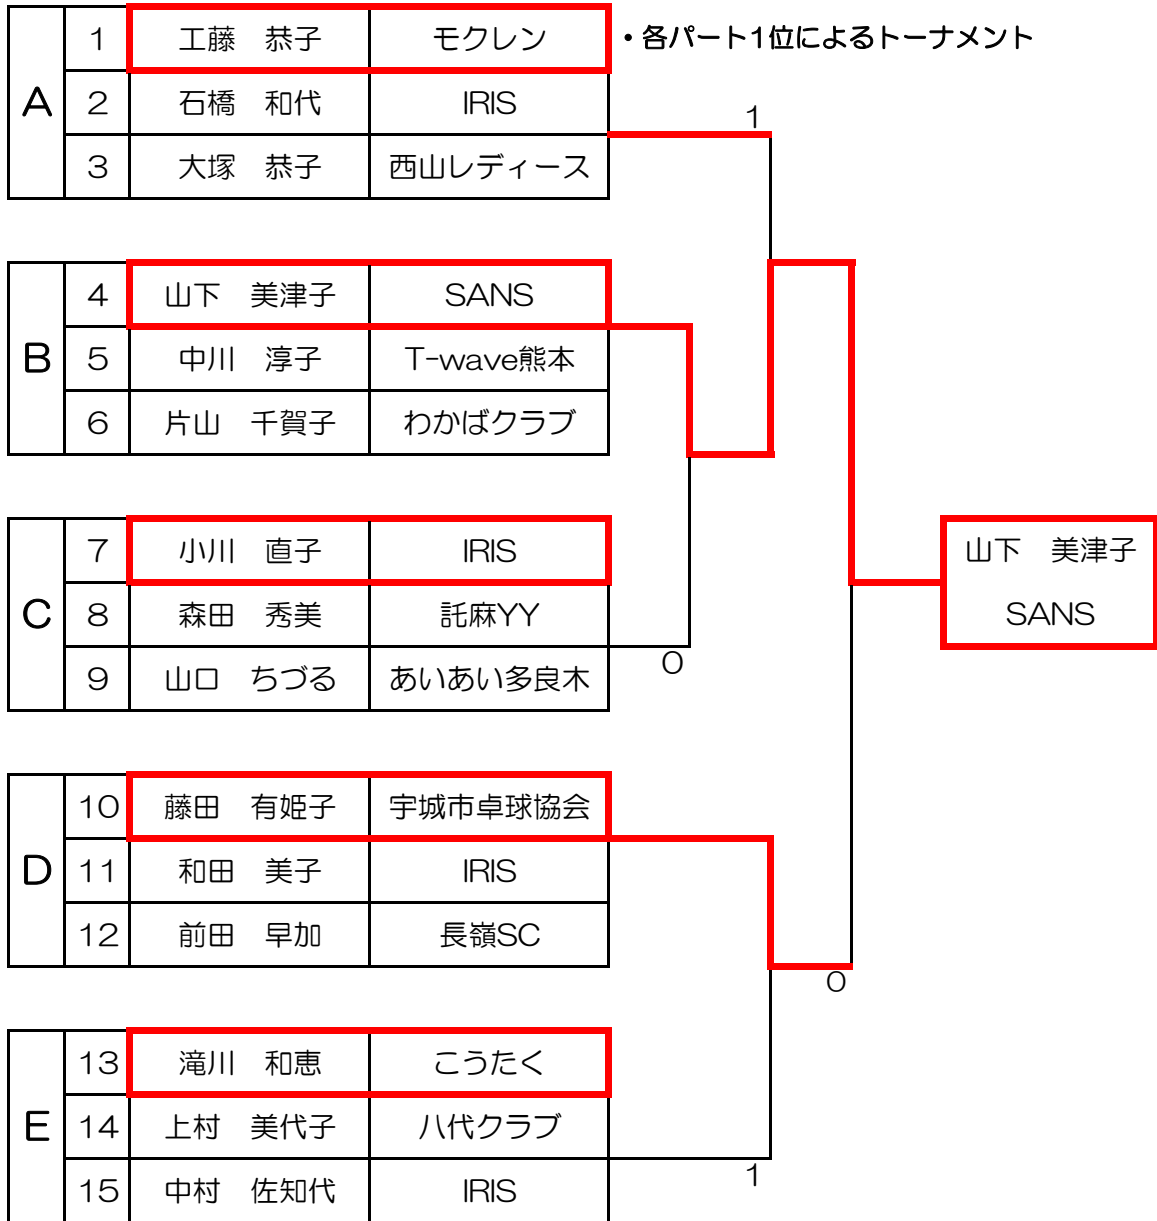 1 工藤　恭子 モクレン ・各パート1位によるトーナメント
A 2 石橋　和代 IRIS 1
3 大塚　恭子 西山レディース
4 山下　美津子 SANS
B 5 中川　淳子 T-wave熊本
6 片山　千賀子 わかばクラブ
7 小川　直子 IRIS 山下　美津子
C 8 森田　秀美 託麻YY SANS
9 山口　ちづる あいあい多良木 0
10 藤田　有姫子 宇城市卓球協会
D 11 和田　美子 IRIS
12 前田　早加 長嶺SC
0
13 滝川　和恵 こうたく
E 14 上村　美代子 八代クラブ
15 中村　佐知代 IRIS 1